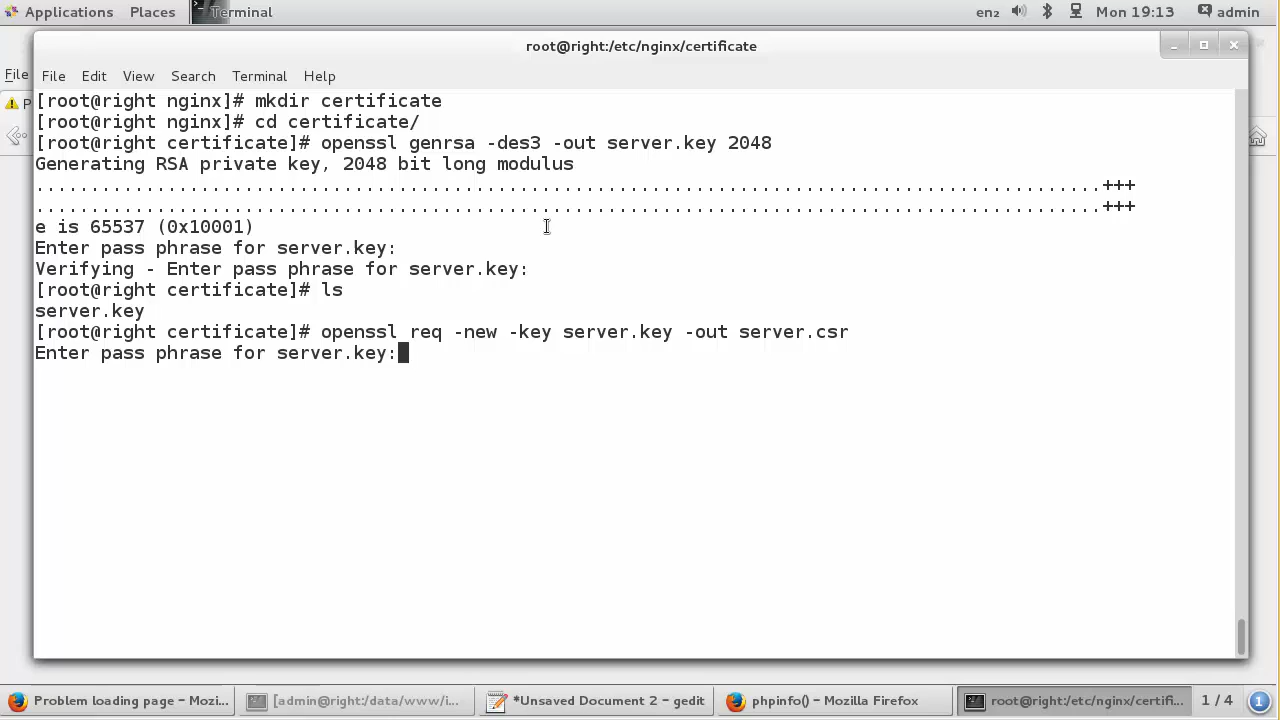 Applications Places Terminal en₂ Mon 19:13 admin
root@right:/etc/nginx/certificate
File
File Edit View Search Terminal Help
P
[root@right nginx]# mkdir certificate
[root@right nginx]# cd certificate/
[root@right certificate]# openssl genrsa -des3 -out server.key 2048
Generating RSA private key, 2048 bit long modulus
.................................................................................................+++
.................................................................................................+++
e is 65537 (0x10001)
Enter pass phrase for server.key:
Verifying - Enter pass phrase for server.key:
[root@right certificate]# ls
server.key
[root@right certificate]# openssl req -new -key server.key -out server.csr
Enter pass phrase for server.key:
Problem loading page – Mozi... [admin@right:/data/www/i... *Unsaved Document 2 – gedit phpinfo() – Mozilla Firefox root@right:/etc/nginx/certifi... 1 / 4 1